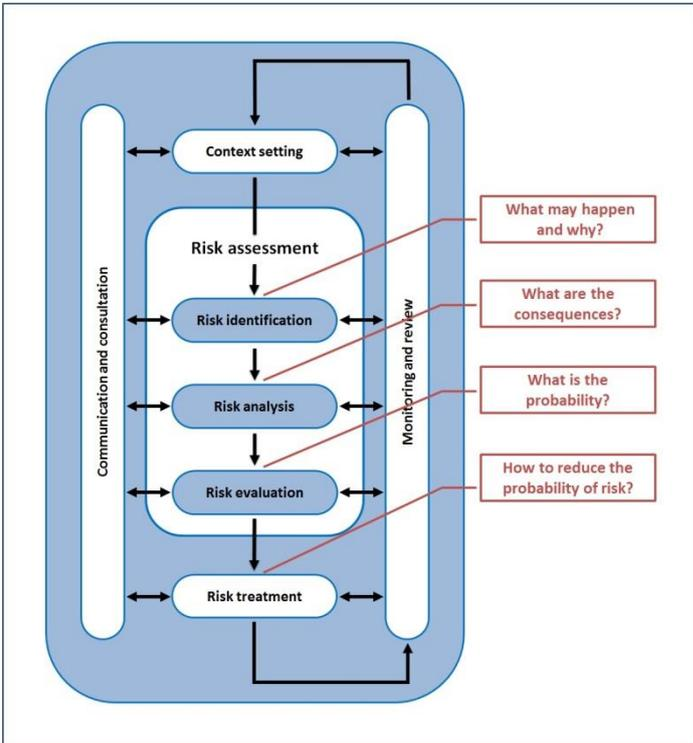 Context setting
Risk assessment
Risk identification
Risk analysis
Risk evaluation
Risk treatment
Communication and consultation
Monitoring and review
What may happen
and why?
What are the
consequences?
What is the
probability?
How to reduce the
probability of risk?